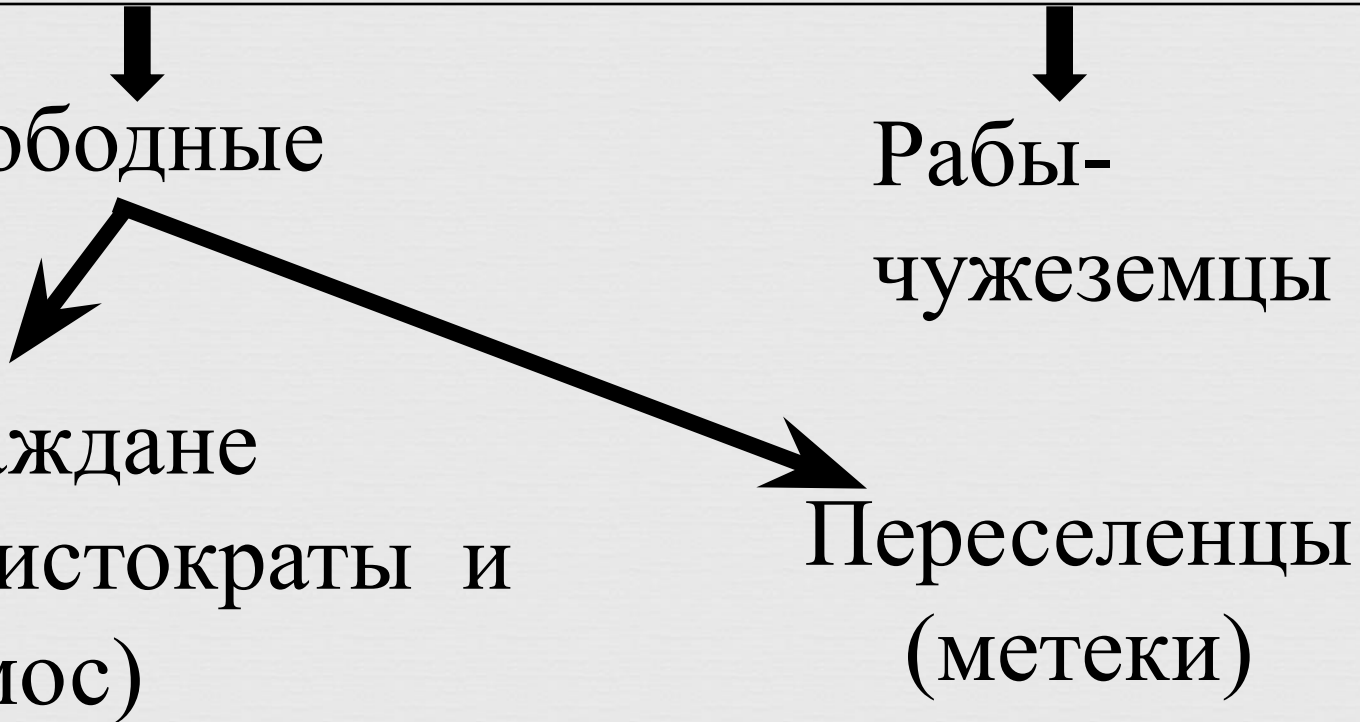 ободные
Рабы-
чужеземцы
ждане
истократы и
мос)
Переселенцы
(метеки)